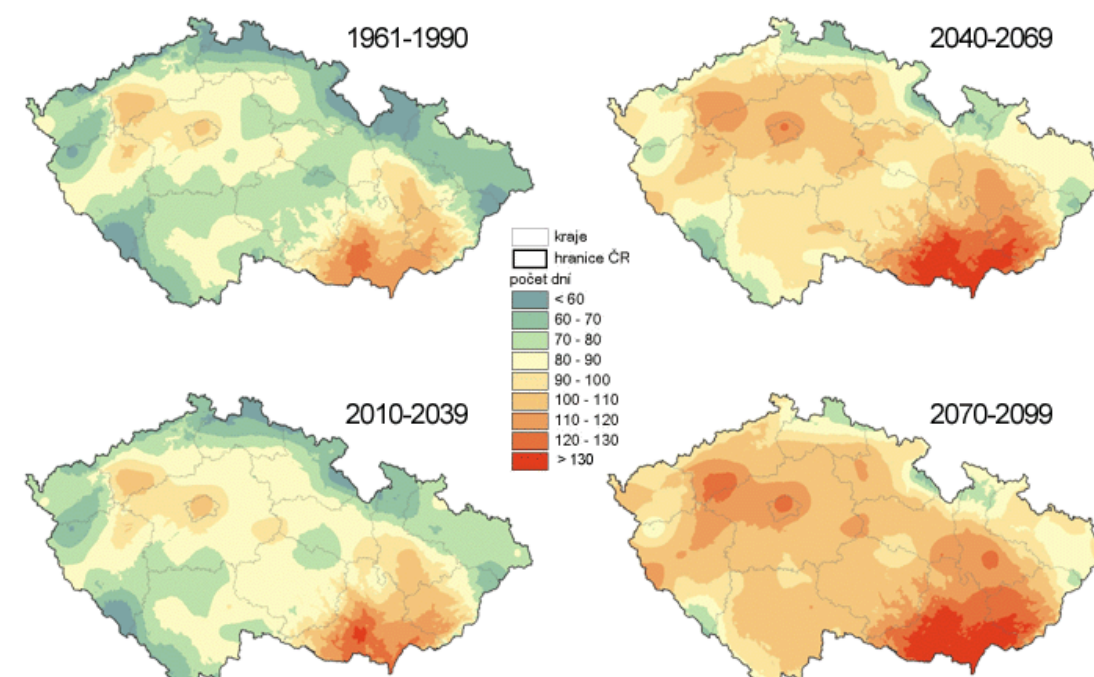 1961-1990
2040-2069
kraje
hranice ČR
počet dní
< 60
60 - 70
70 - 80
80 - 90
90 - 100
100 - 110
110 - 120
120 - 130
> 130
2010-2039
2070-2099